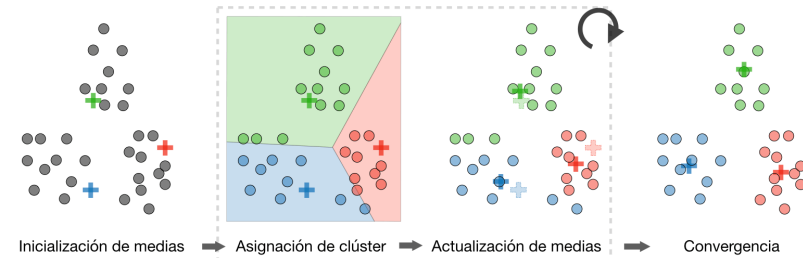 Inicialización de medias
Asignación de clúster
Actualización de medias
Convergencia